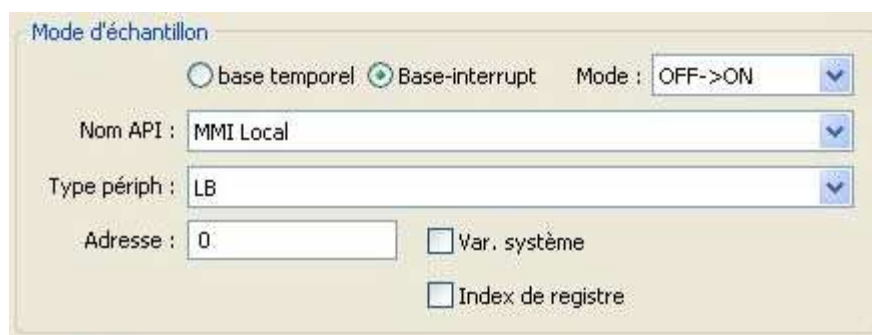 Mode d'échantillon
base temporel Base-interrupt Mode : OFF->ON
Nom API : MMI Local
Type périph : LB
Adresse : 0 Var. système
Index de registre